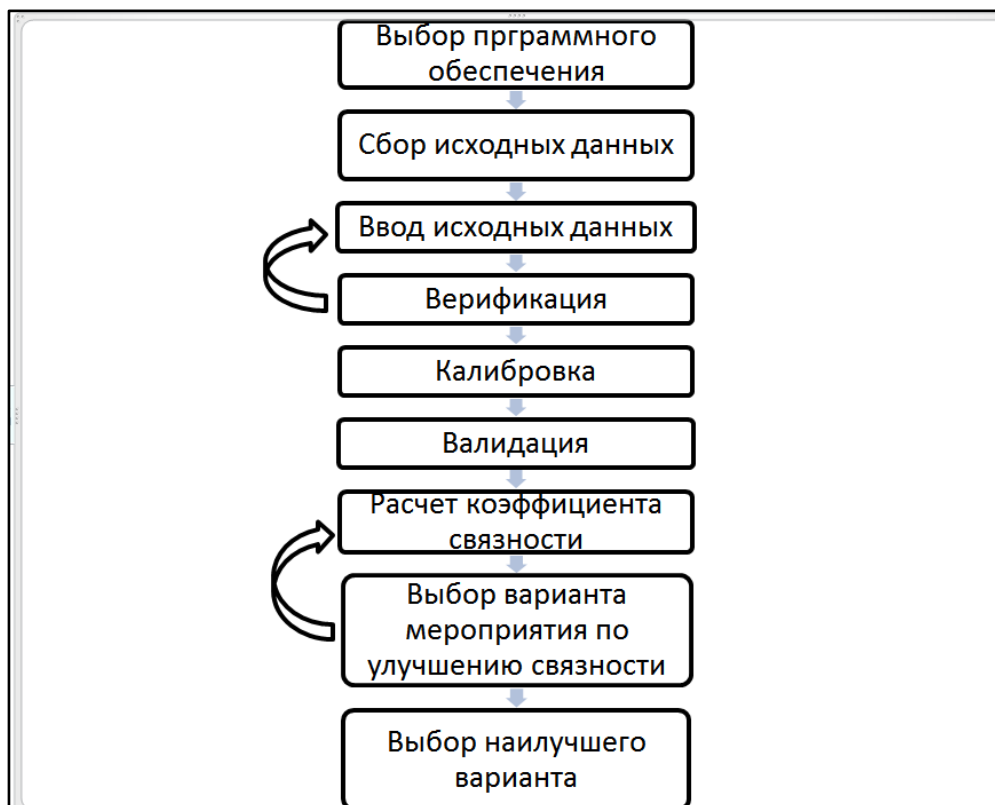 Выбор прграммного
обеспечения
Сбор исходных данных
Ввод исходных данных
Верификация
Калибровка
Валидация
Расчет коэффициента
связности
Выбор варианта
мероприятия по
улучшению связности
Выбор наилучшего
варианта